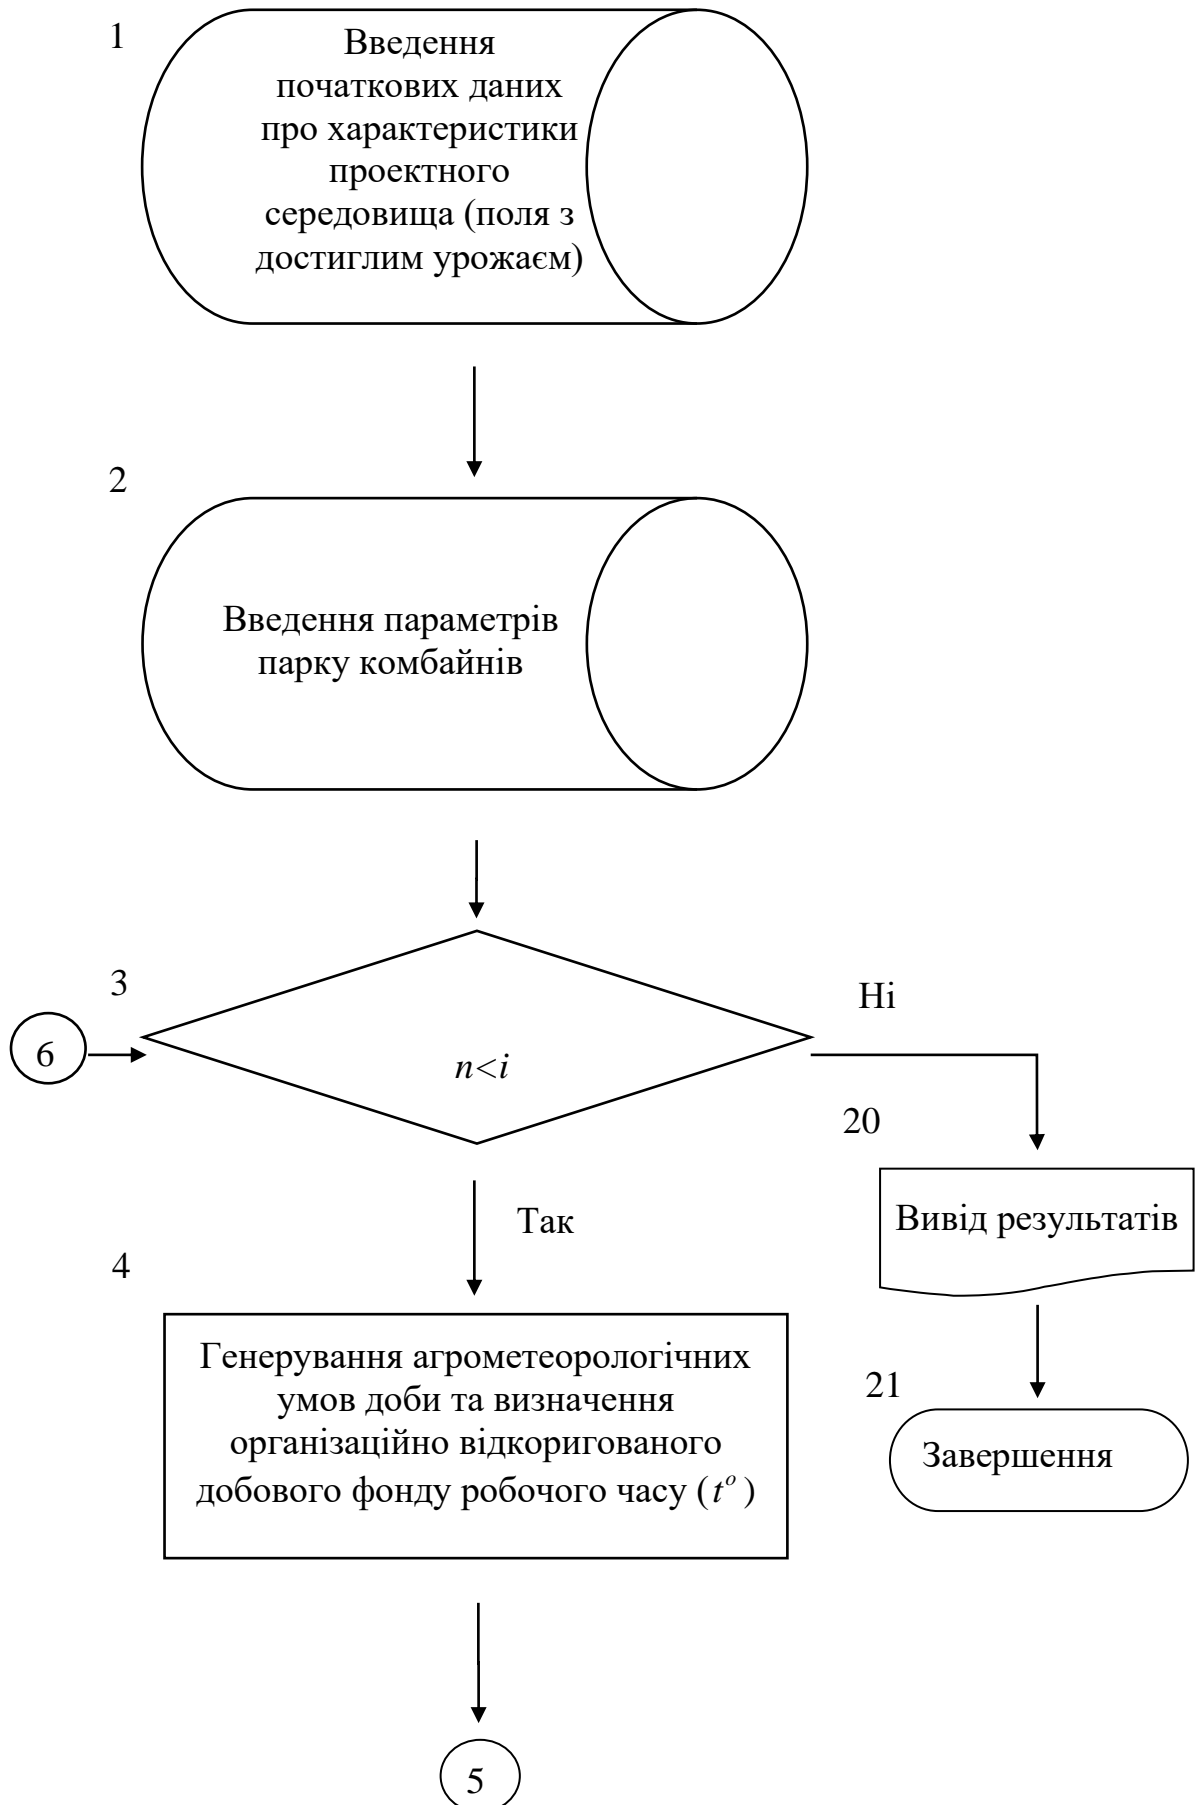 1
Введення
початкових даних
про характеристики
проектного
середовища (поля з
достиглим урожаєм)
2
Введення параметрів
парку комбайнів
3
Ні
6
n<i
20
Вивід результатів
Так
4
Генерування агрометеорологічних
умов доби та визначення
організаційно відкоригованого
добового фонду робочого часу (tᵒ)
21
Завершення
5